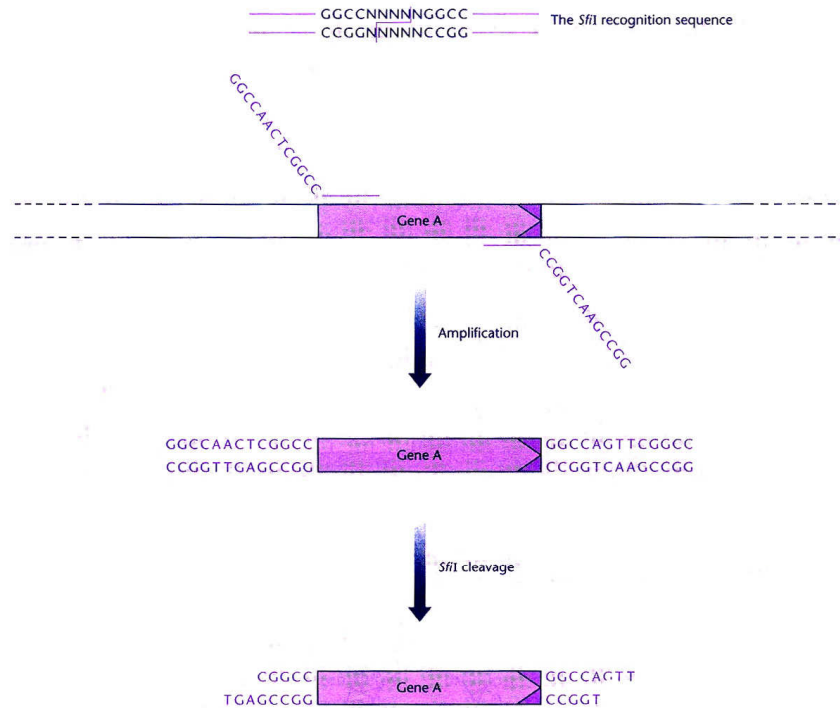 GGCCNNNNNGGCC
CCGGNNNNNCCGG
The SfiI recognition sequence
GGCCAACTCGGCC
Gene A
CCGGTCAAGCCGG
Amplification
GGCCAACTCGGCC
CCGGTTGAGCCGG
Gene A
GGCCAGTTCGGCC
CCGGTCAAGCCGG
SfiI cleavage
CGGCC
TGAGCCGG
Gene A
GGCCAGTT
CCGGT